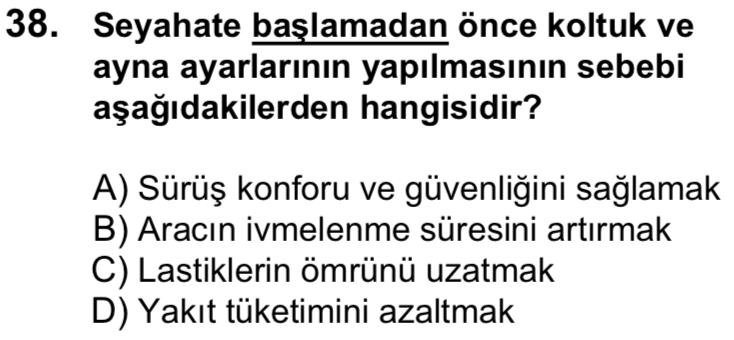 38. Seyahate başlamadan önce koltuk ve
ayna ayarlarının yapılmasının sebebi
aşağıdakilerden hangisidir?
A) Sürüş konforu ve güvenliğini sağlamak
B) Aracın ivmelenme süresini artırmak
C) Lastiklerin ömrünü uzatmak
D) Yakıt tüketimini azaltmak